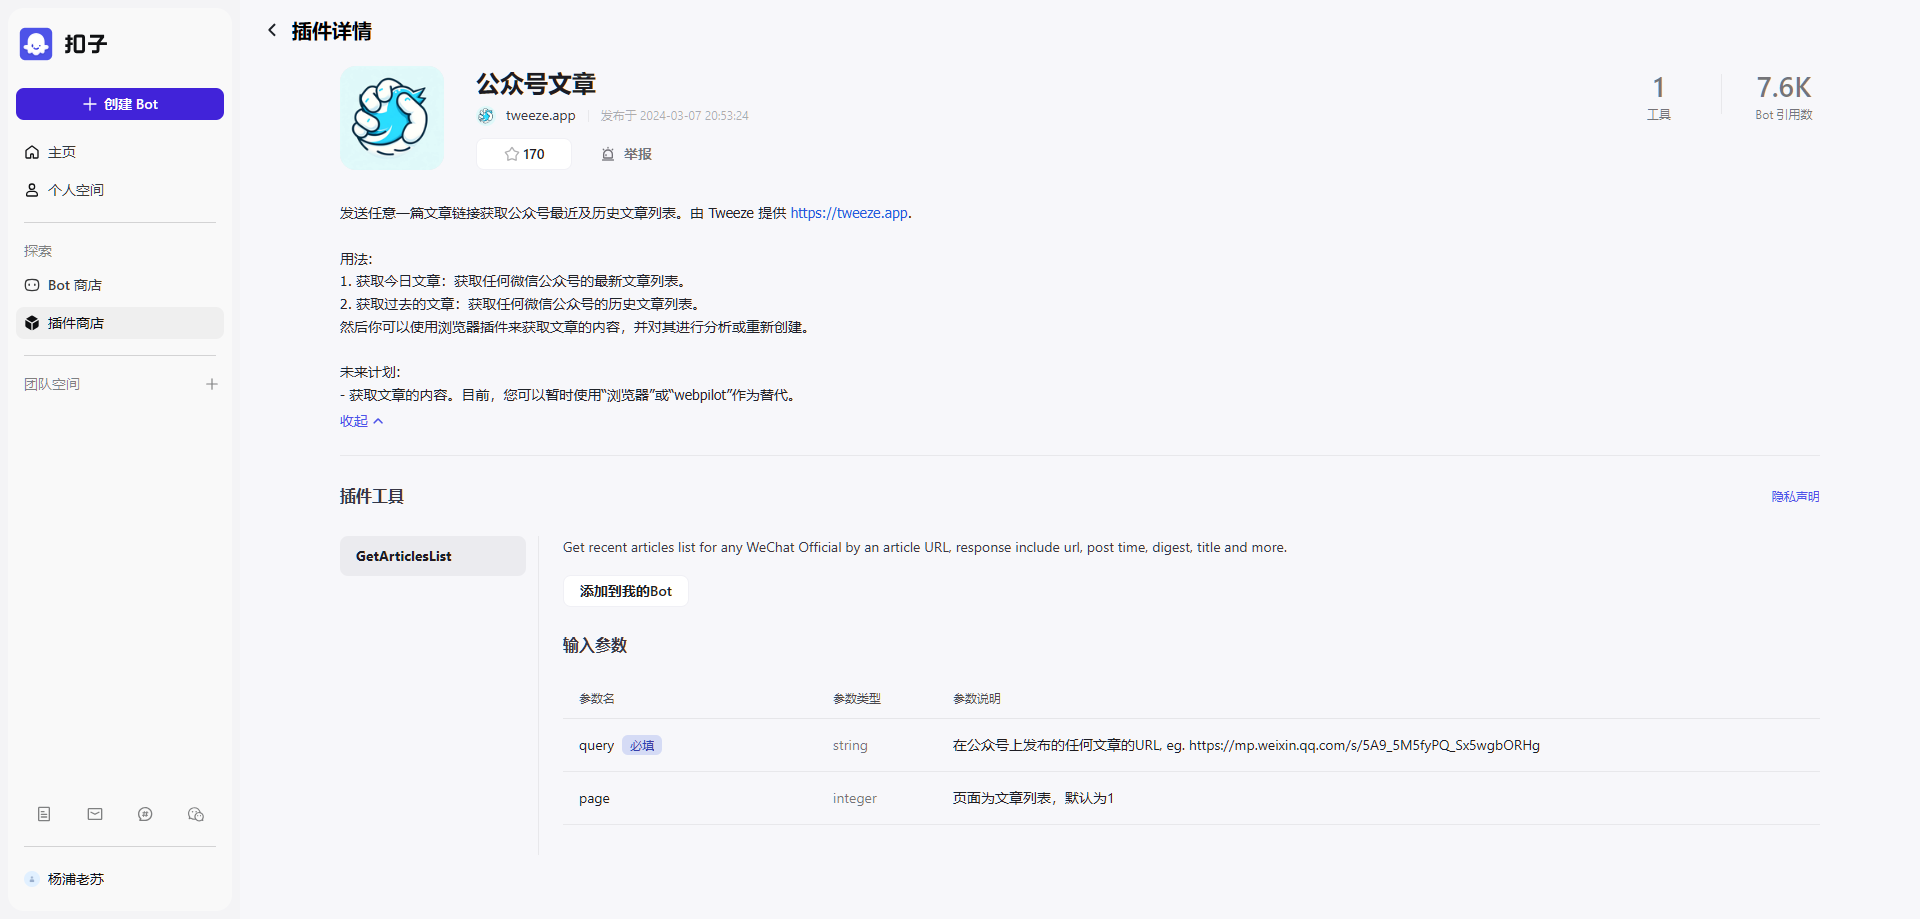 扣子
创建 Bot
主页
个人空间
探索
Bot 商店
插件商店
团队空间
杨浦老苏
插件详情
公众号文章
tweeze.app
发布于 2024-03-07 20:53:24
170
举报
1
工具
7.6K
Bot 引用数
发送任意一篇文章链接获取公众号最近及历史文章列表。由 Tweeze 提供 https://tweeze.app.
用法:
1. 获取今日文章：获取任何微信公众号的最新文章列表。
2. 获取过去的文章：获取任何微信公众号的历史文章列表。
然后你可以使用浏览器插件来获取文章的内容，并对其进行分析或重新创建。
未来计划:
- 获取文章的内容。目前，您可以暂时使用“浏览器”或“webpilot”作为替代。
收起
插件工具
隐私声明
GetArticlesList
Get recent articles list for any WeChat Official by an article URL, response include url, post time, digest, title and more.
添加到我的Bot
输入参数
参数名 参数类型 参数说明
query 必填 string 在公众号上发布的任何文章的URL, eg. https://mp.weixin.qq.com/s/5A9_5M5fyPQ_Sx5wgbORHg
page integer 页面为文章列表，默认为1